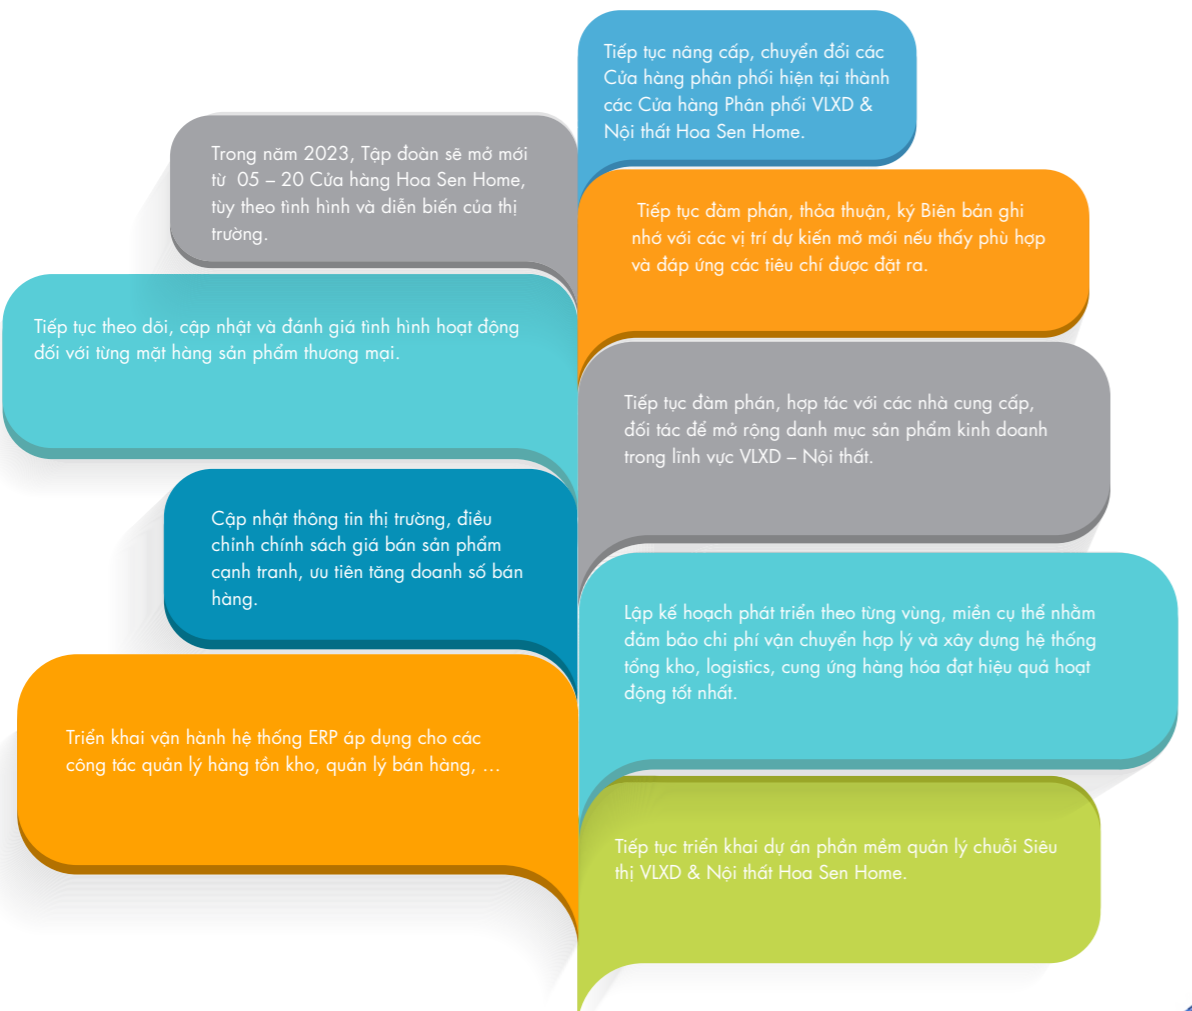 Tiếp tục nâng cấp, chuyển đổi các
Cửa hàng phân phối hiện tại thành
các Cửa hàng Phân phối VLXD &
Nội thất Hoa Sen Home.
Trong năm 2023, Tập đoàn sẽ mở mới
từ 05 – 20 Cửa hàng Hoa Sen Home,
tùy theo tình hình và diễn biến của thị
trường.
Tiếp tục đàm phán, thỏa thuận, ký Biên bản ghi
nhớ với các vị trí dự kiến mở mới nếu thấy phù hợp
và đáp ứng các tiêu chí được đặt ra.
Tiếp tục theo dõi, cập nhật và đánh giá tình hình hoạt động
đối với từng mặt hàng sản phẩm thương mại.
Tiếp tục đàm phán, hợp tác với các nhà cung cấp,
đối tác để mở rộng danh mục sản phẩm kinh doanh
trong lĩnh vực VLXD – Nội thất.
Cập nhật thông tin thị trường, điều
chỉnh chính sách giá bán sản phẩm
cạnh tranh, ưu tiên tăng doanh số bán
hàng.
Lập kế hoạch phát triển theo từng vùng, miền cụ thể nhằm
đảm bảo chi phí vận chuyển hợp lý và xây dựng hệ thống
tổng kho, logistics, cung ứng hàng hóa đạt hiệu quả hoạt
động tốt nhất.
Triển khai vận hành hệ thống ERP áp dụng cho các
công tác quản lý hàng tồn kho, quản lý bán hàng, ...
Tiếp tục triển khai dự án phần mềm quản lý chuỗi Siêu
thị VLXD & Nội thất Hoa Sen Home.